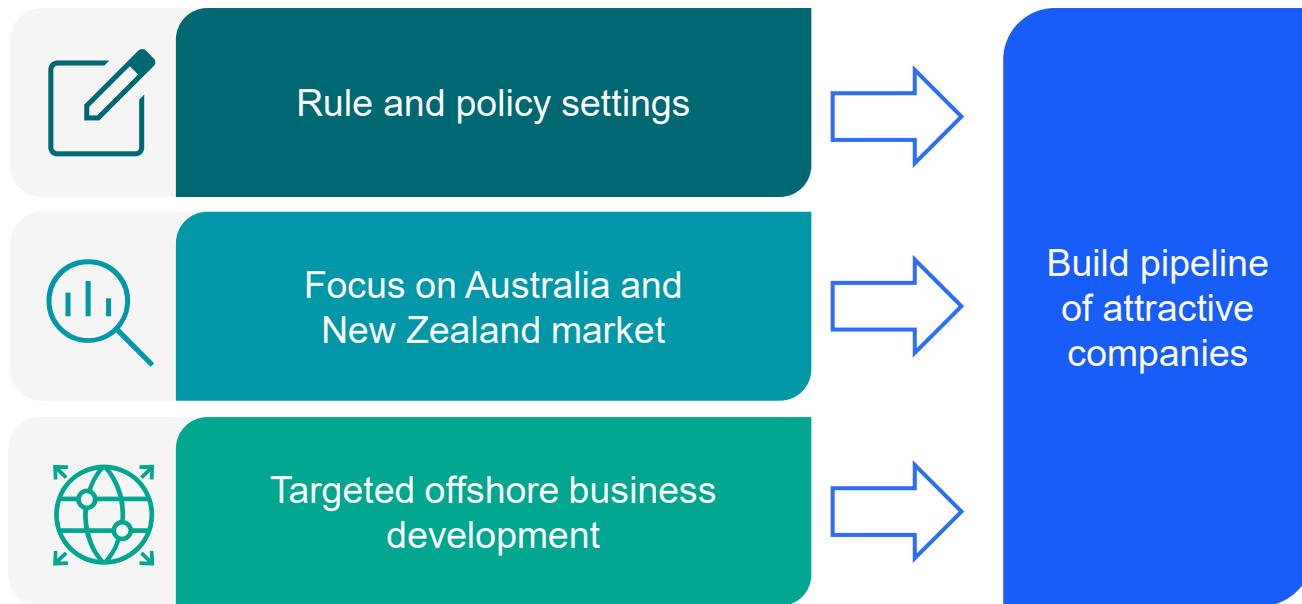 Rule and policy settings
Focus on Australia and
New Zealand market
Targeted offshore business
development
Build pipeline
of attractive
companies